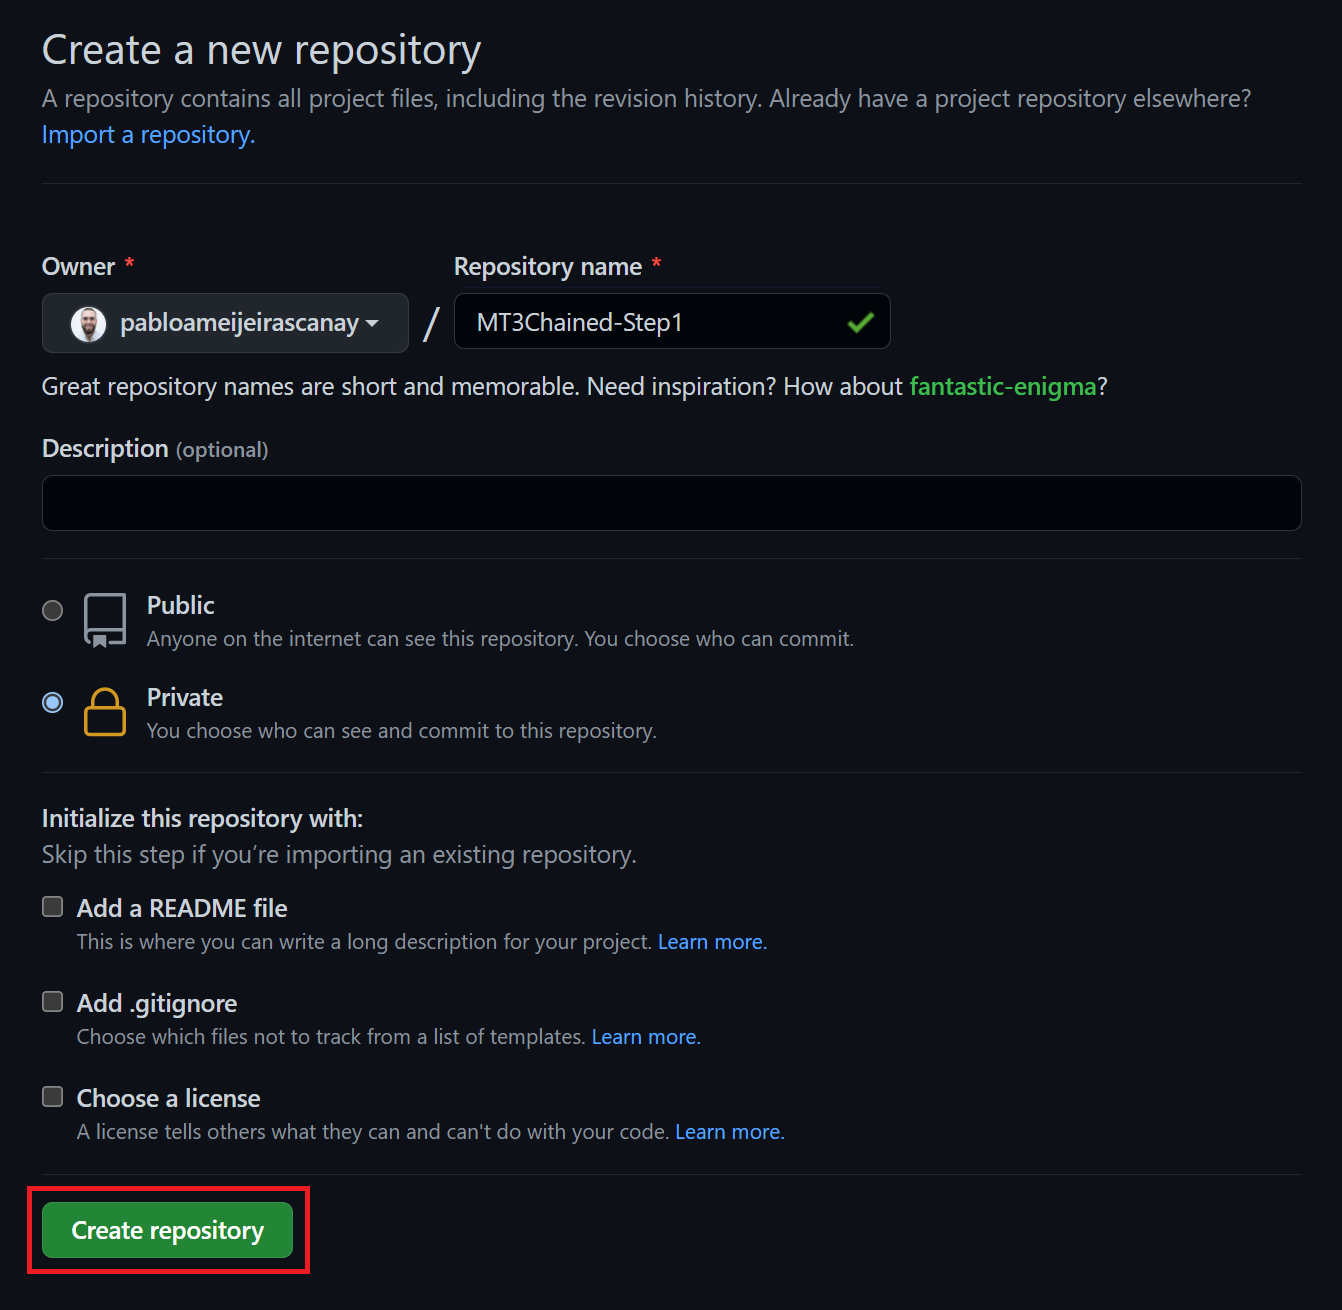 Create a new repository
A repository contains all project files, including the revision history. Already have a project repository elsewhere?
Import a repository.
Owner *
Repository name *
pabloameijeirascanay
/
MT3Chained-Step1
Great repository names are short and memorable. Need inspiration? How about fantastic-enigma?
Description (optional)
Public
Anyone on the internet can see this repository. You choose who can commit.
Private
You choose who can see and commit to this repository.
Initialize this repository with:
Skip this step if you’re importing an existing repository.
Add a README file
This is where you can write a long description for your project. Learn more.
Add .gitignore
Choose which files not to track from a list of templates. Learn more.
Choose a license
A license tells others what they can and can't do with your code. Learn more.
Create repository